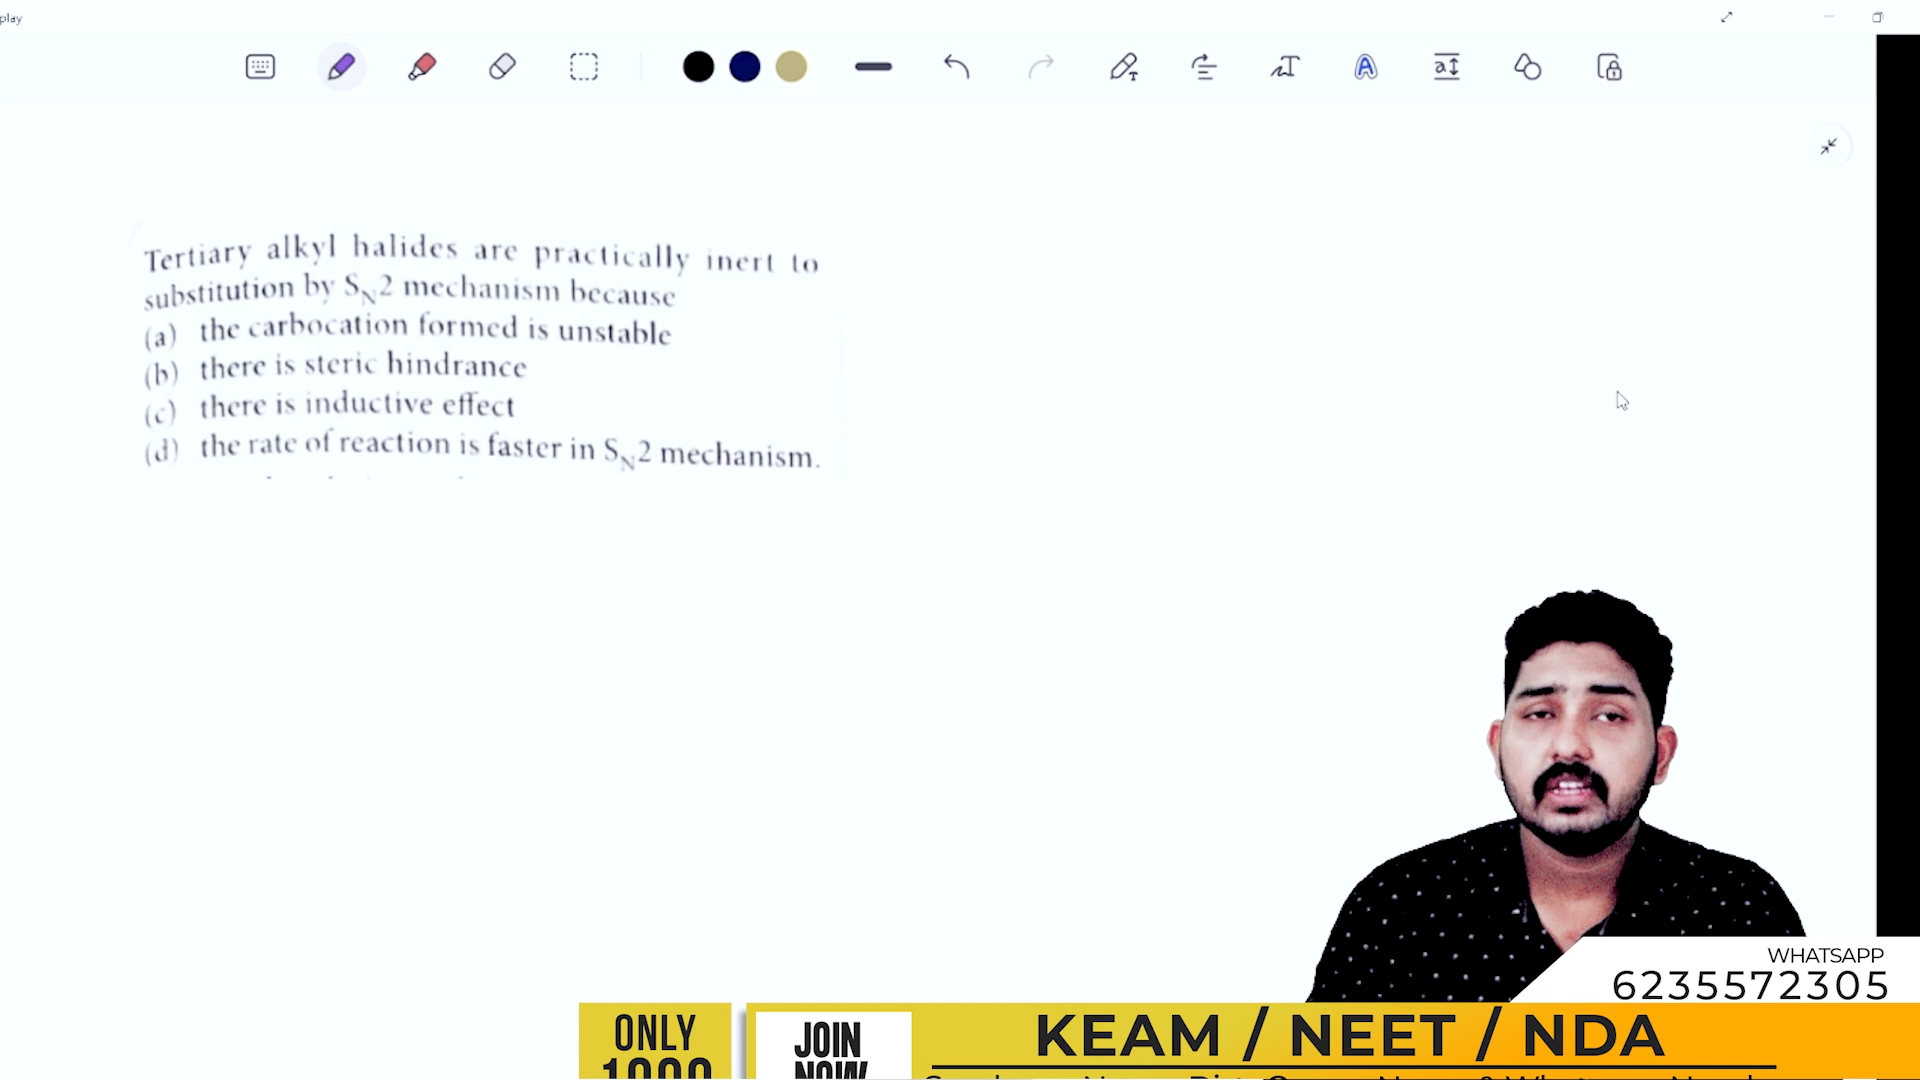 play
Tertiary alkyl halides are practically inert to
substitution by SN2 mechanism because
(a) the carbocation formed is unstable
(b) there is steric hindrance
(c) there is inductive effect
(d) the rate of reaction is faster in SN2 mechanism.
WHATSAPP
6235572305
ONLY
JOIN
NOW
KEAM / NEET / NDA